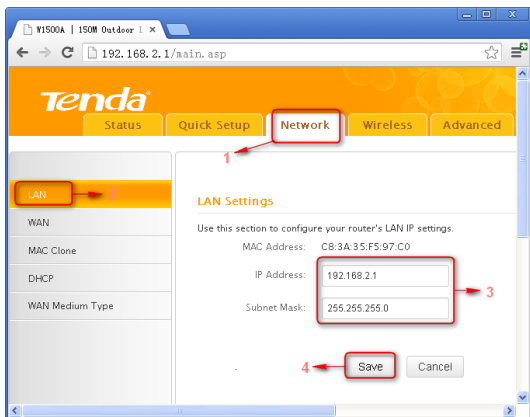 W1500A | 150M Outdoor L
192.168.2.1/main.asp
Tenda
Status Quick Setup Network Wireless Advanced
1
LAN 2
WAN
MAC Clone
DHCP
WAN Medium Type
LAN Settings
Use this section to configure your router's LAN IP settings.
MAC Address: C8:3A:35:F5:97:C0
IP Address: 192.168.2.1
3
Subnet Mask: 255.255.255.0
4 Save Cancel